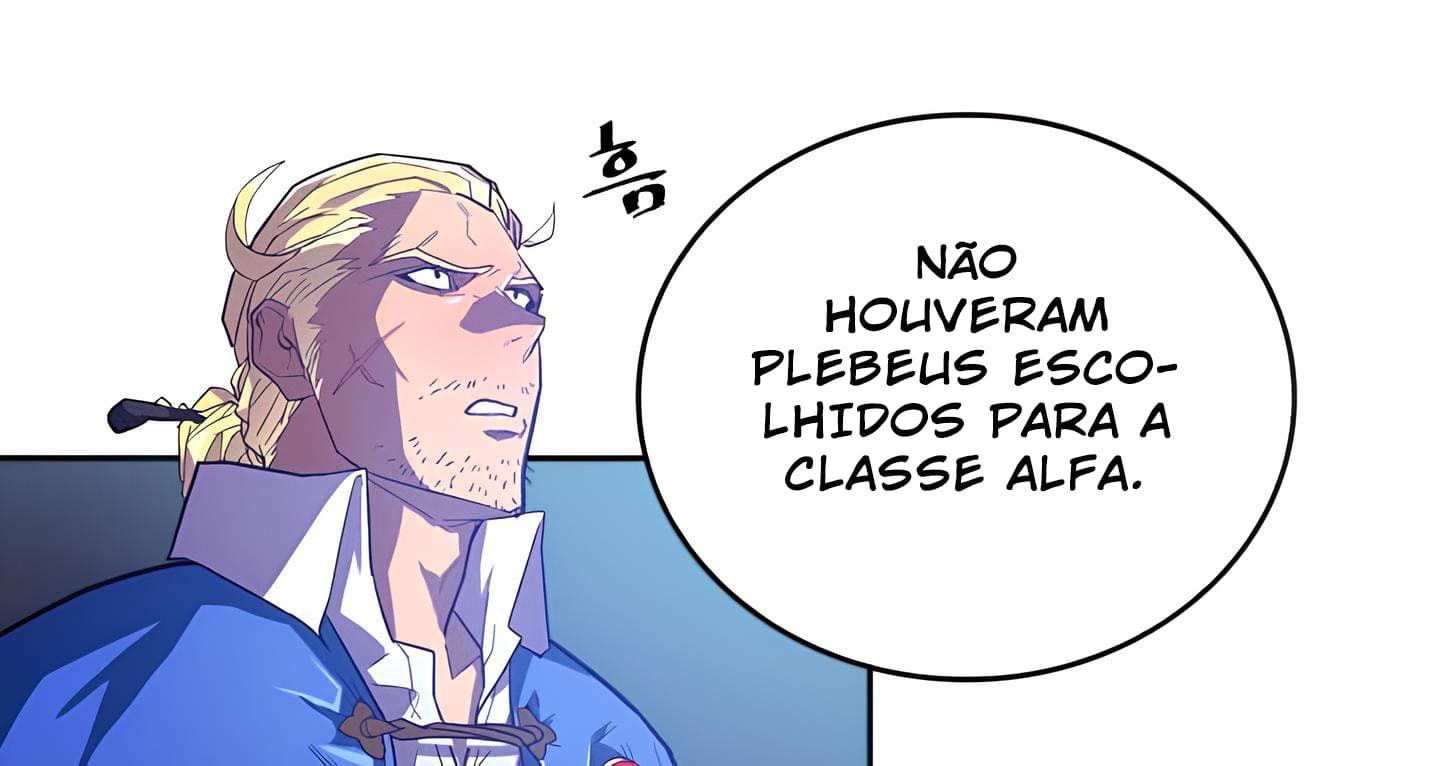 흠
NÃO
HOUVERAM
PLEBEUS ESCO-
LHIDOS PARA A
CLASSE ALFA.